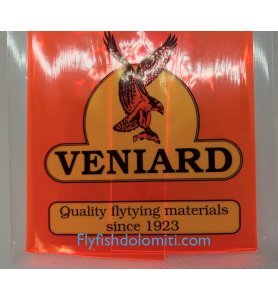 VENIARD
Quality flytying materials
since 1923
Flyfishdolomiti.com